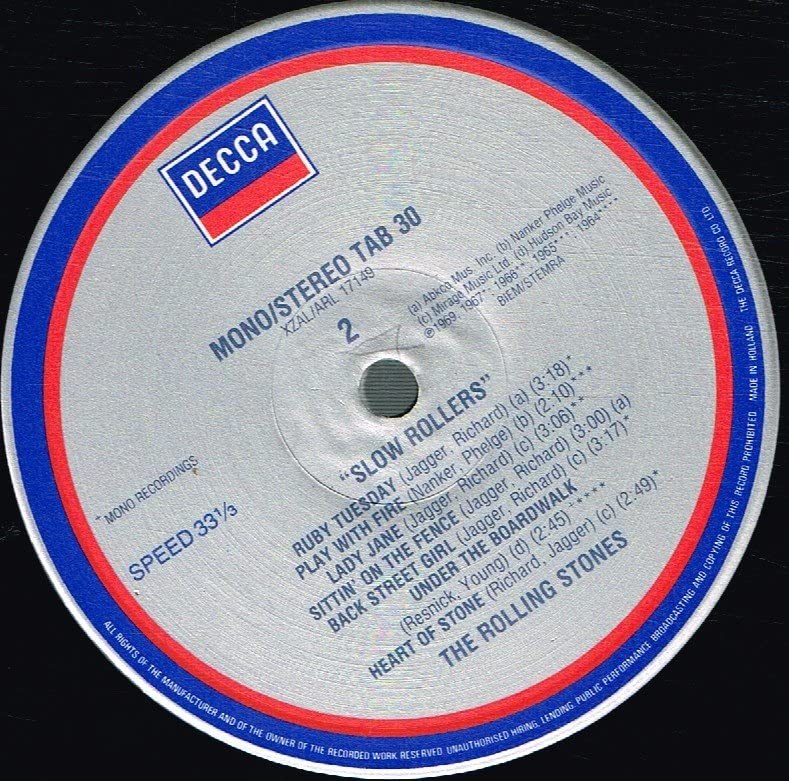 DECCA
MONO/STEREO TAB 30
XZAL/ARL 17149
2
(a) Abkco Mus. Inc. (b) Nanker Phelge Music
(c) Mirage Music Ltd. (d) Hudson Bay Music
℗1969 1967*' 1966**' 1965***' 1964****
BIEM/STEMRA
"SLOW ROLLERS"
RUBY TUESDAY (Jagger, Richard) (a) (3:18)*
PLAY WITH FIRE (Nanker, Phelge) (b) (2:10)***
LADY JANE (Jagger, Richard) (c) (3:06)**
SITTIN' ON THE FENCE (Jagger, Richard) (3:00) (a)
BACK STREET GIRL (Jagger, Richard) (c) (3:17)*
UNDER THE BOARDWALK
(Resnick, Young) (d) (2:45) ****
HEART OF STONE (Richard, Jagger) (c) (2:49)*
THE ROLLING STONES
*MONO RECORDINGS
SPEED 33⅓
ALL RIGHTS OF THE MANUFACTURER AND OF THE OWNER OF THE RECORDED WORK RESERVED. UNAUTHORISED HIRING, LENDING, PUBLIC PERFORMANCE BROADCASTING AND COPYING OF THIS RECORD PROHIBITED. MADE IN HOLLAND THE DECCA RECORD CO LTD.